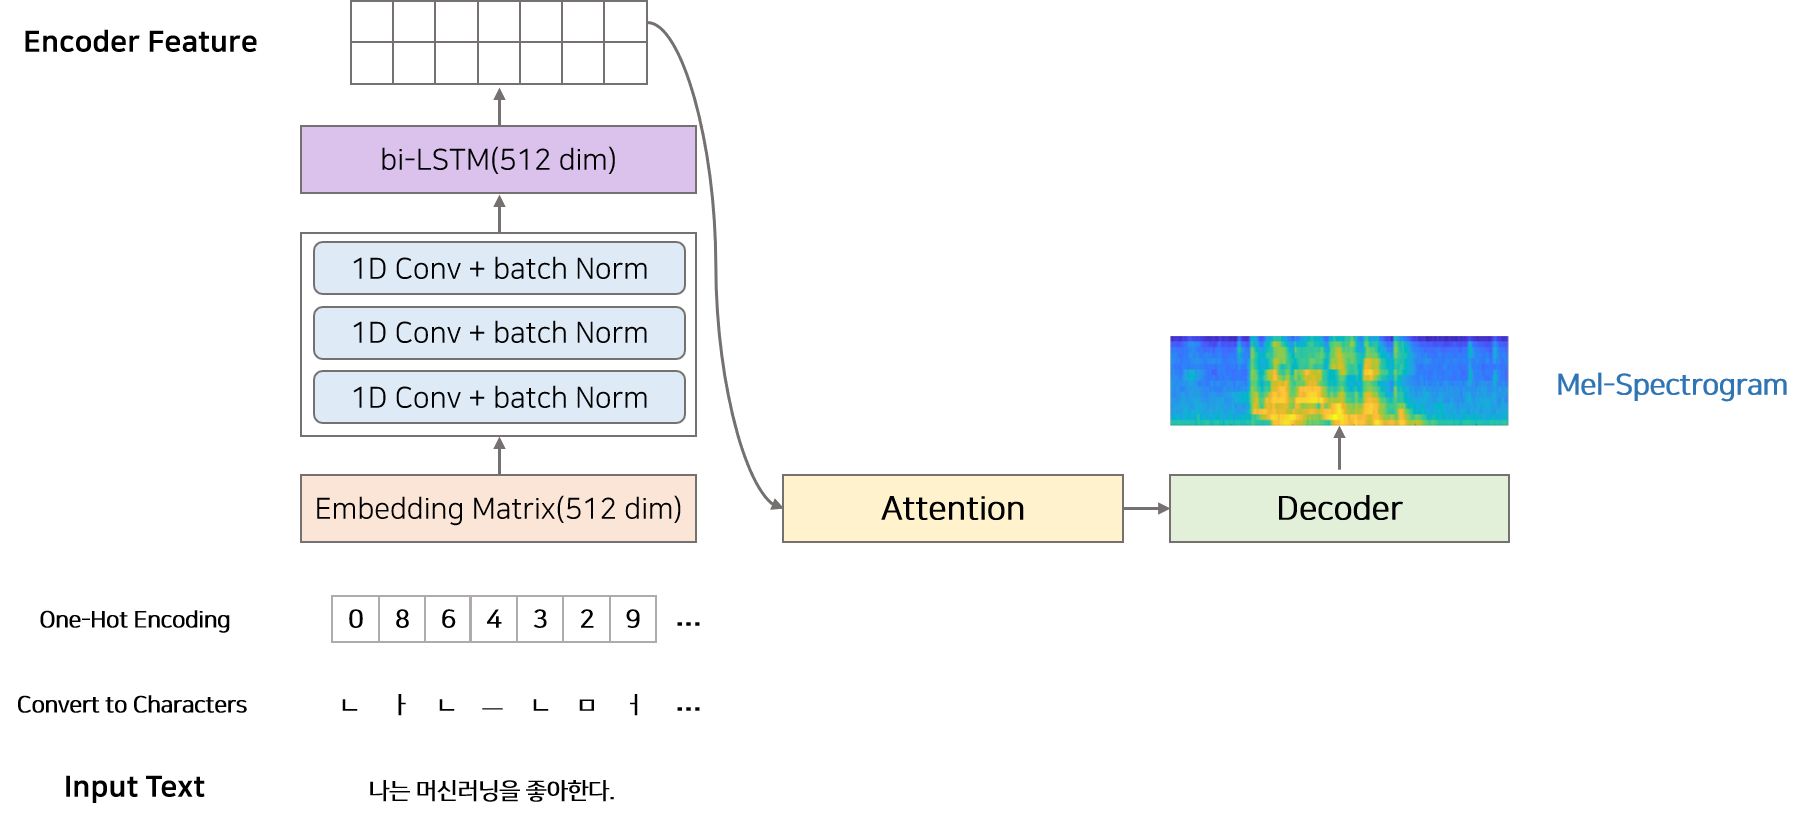 Encoder Feature
bi-LSTM(512 dim)
1D Conv + batch Norm
1D Conv + batch Norm
1D Conv + batch Norm
Mel-Spectrogram
Embedding Matrix(512 dim)
Attention
Decoder
One-Hot Encoding 0 8 6 4 3 2 9 ...
Convert to Characters ㄴ ㅏ ㄴ ㅡ ㄴ ㅁ ㅓ ...
Input Text 나는 머신러닝을 좋아한다.